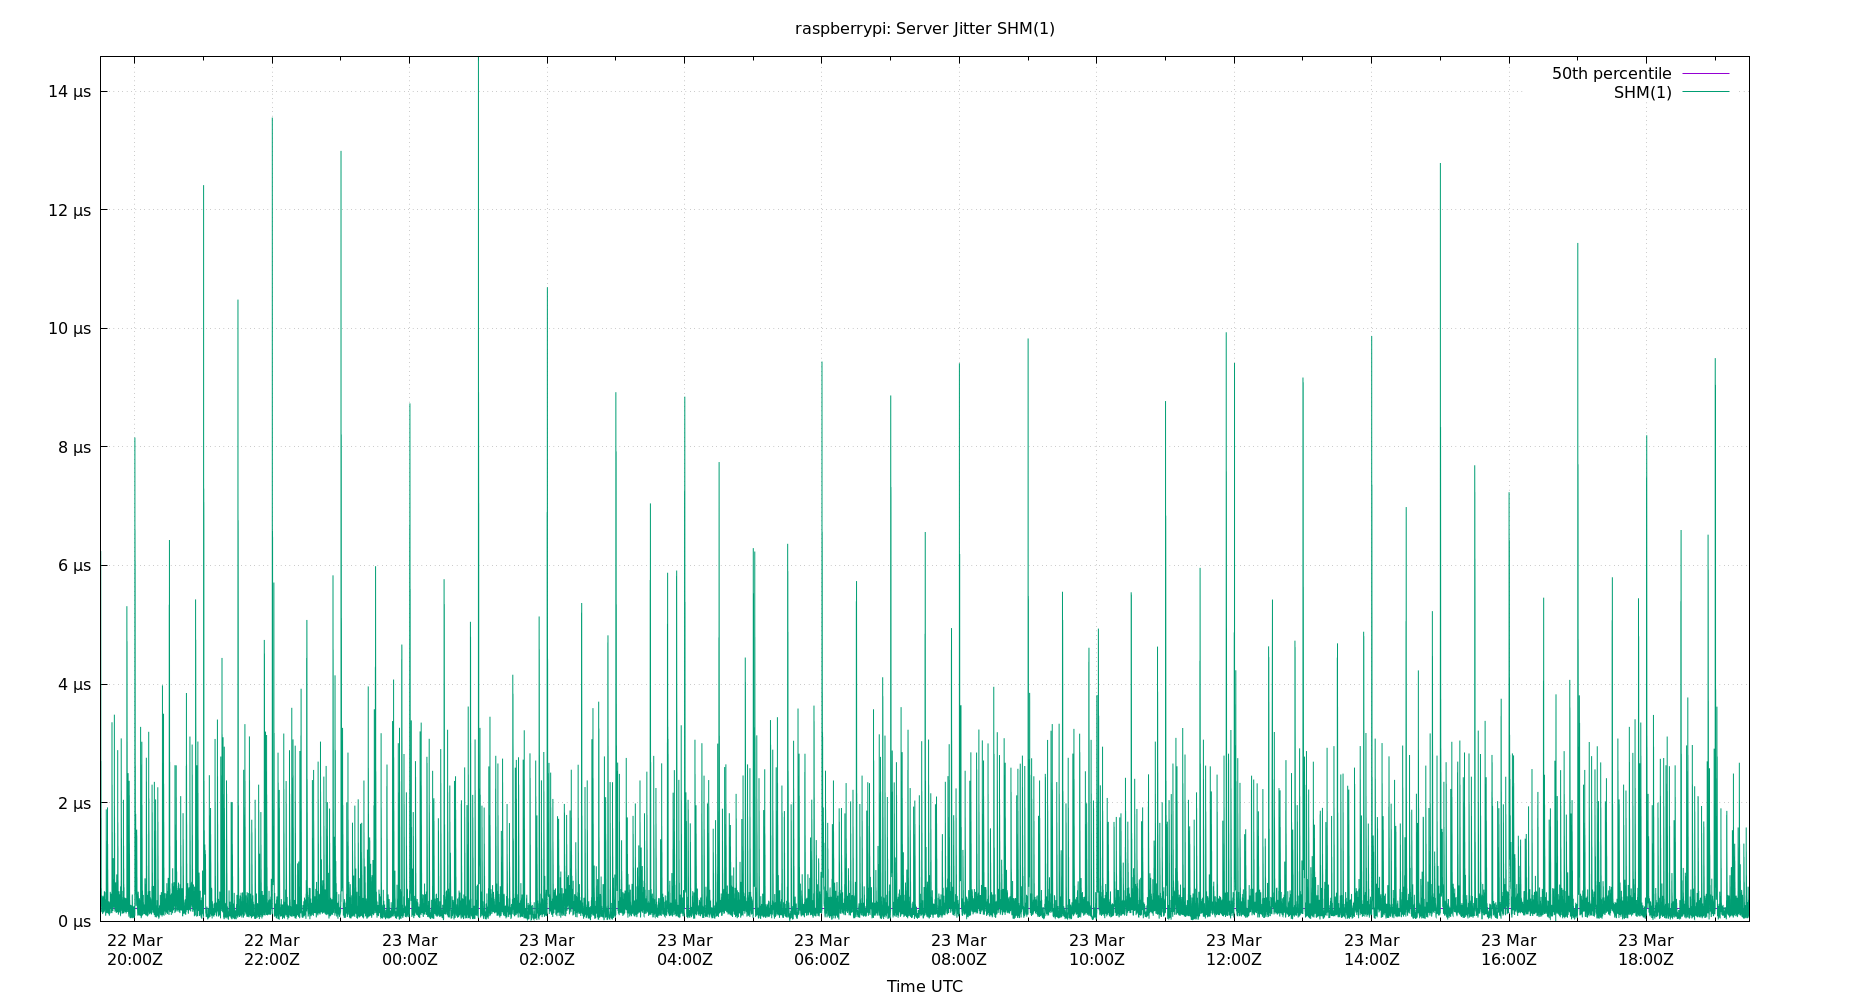 raspberrypi: Server Jitter SHM(1)
50th percentile
SHM(1)
14 µs
12 µs
10 µs
8 µs
6 µs
4 µs
2 µs
0 µs
22 Mar 22 Mar 23 Mar 23 Mar 23 Mar 23 Mar 23 Mar 23 Mar 23 Mar 23 Mar 23 Mar 23 Mar
20:00Z 22:00Z 00:00Z 02:00Z 04:00Z 06:00Z 08:00Z 10:00Z 12:00Z 14:00Z 16:00Z 18:00Z
Time UTC